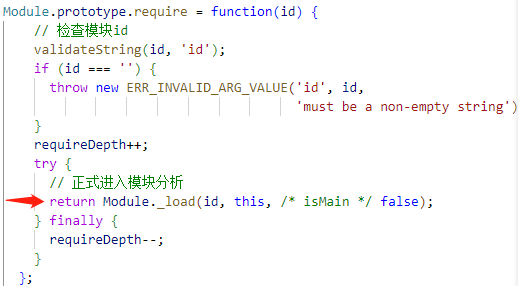 Module.prototype.require = function(id) {
// 检查模块id
validateString(id, 'id');
if (id === '') {
throw new ERR_INVALID_ARG_VALUE('id', id,
'must be a non-empty string')
}
requireDepth++;
try {
// 正式进入模块分析
return Module._load(id, this, /* isMain */ false);
} finally {
requireDepth--;
}
};